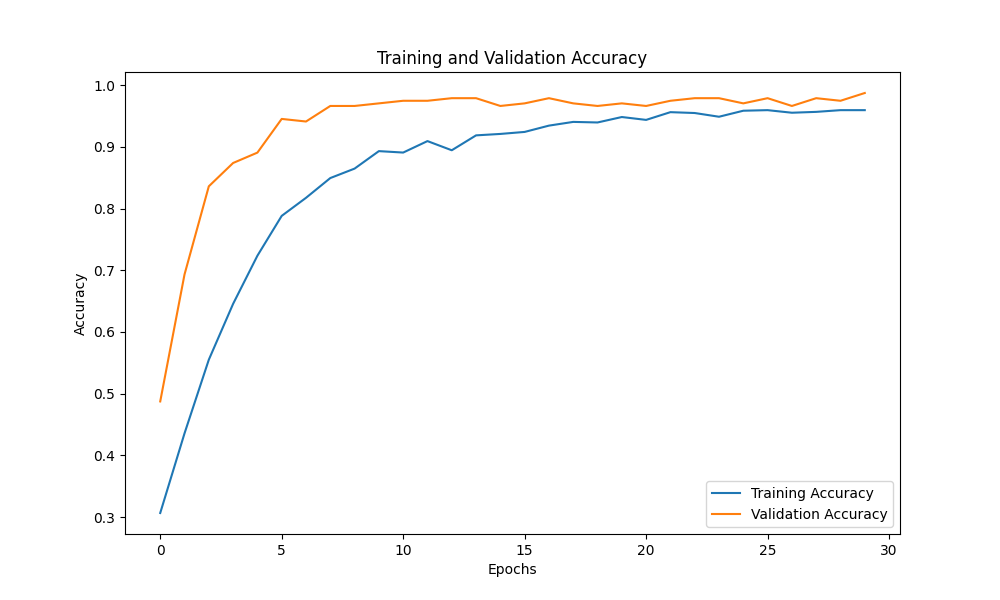 Training and Validation Accuracy
1.0
0.9
0.8
0.7
0.6
0.5
0.4
0.3
Accuracy
Training Accuracy
Validation Accuracy
0 5 10 15 20 25 30
Epochs